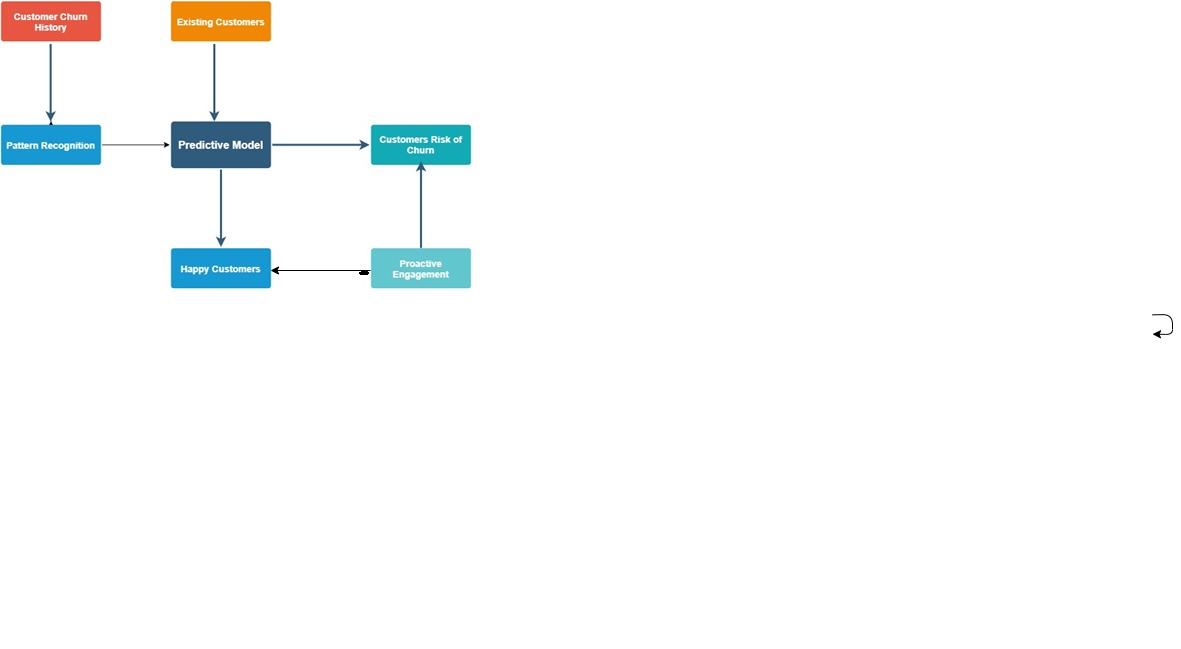 Customer Churn
History
Existing Customers
Pattern Recognition
Predictive Model
Customers Risk of
Churn
Happy Customers
Proactive
Engagement